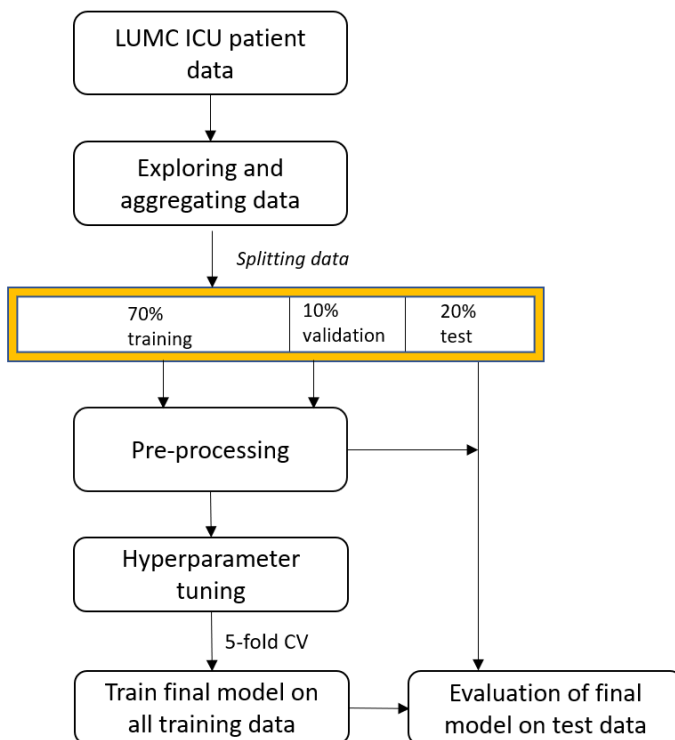 LUMC ICU patient
data
Exploring and
aggregating data
Splitting data
70%
training
10%
validation
20%
test
Pre-processing
Hyperparameter
tuning
5-fold CV
Train final model on
all training data
Evaluation of final
model on test data